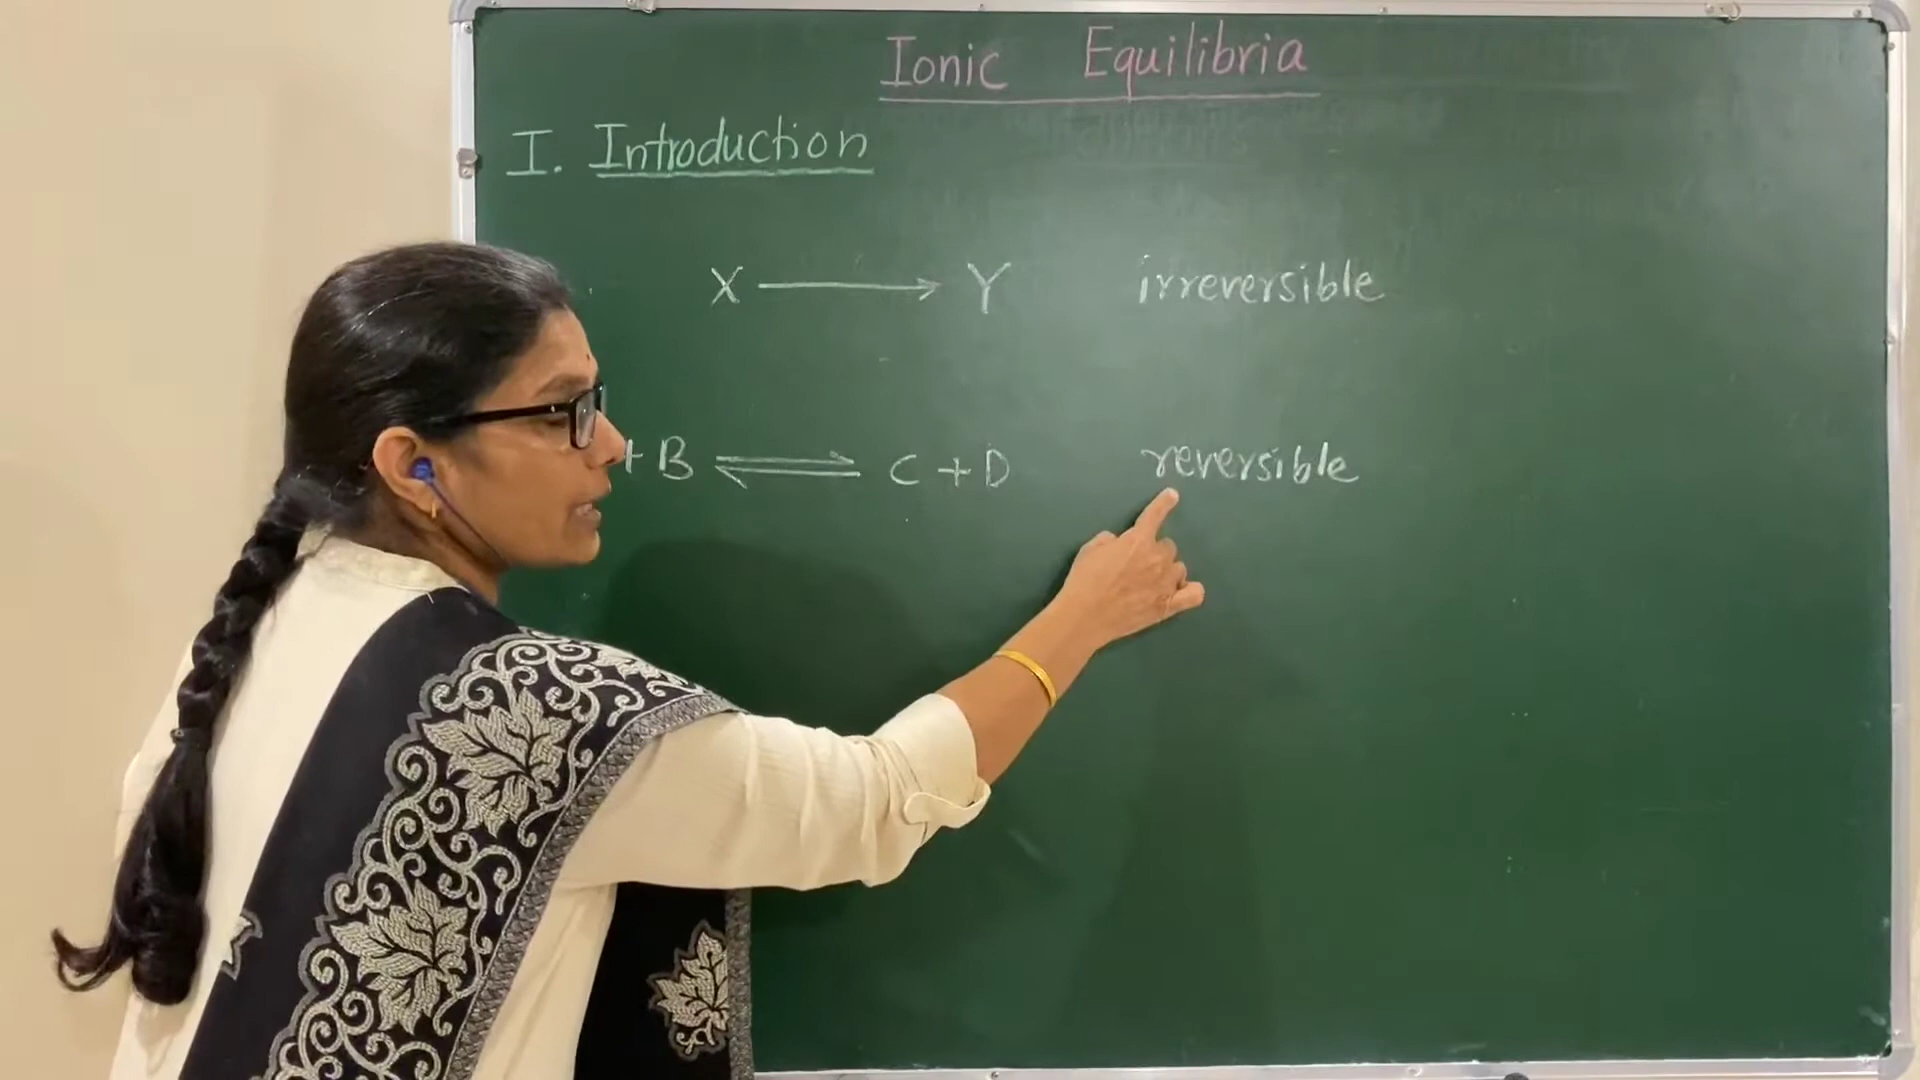 Ionic Equilibria
I. Introduction
X ⟶ Y irreversible
+ B ⇌ C + D reversible